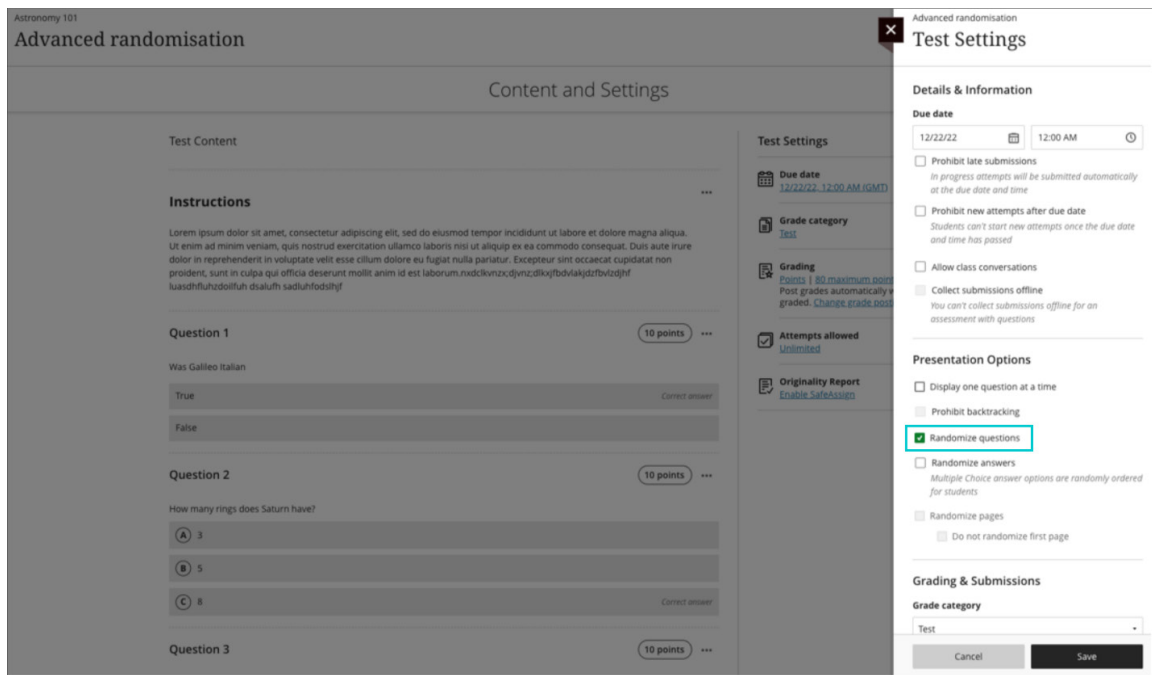 Astronomy 101
Advanced randomisation
Content and Settings
Test Content
Instructions
Lorem ipsum dolor sit amet, consectetur adipiscing elit, sed do eiusmod tempor incididunt ut labore et dolore magna aliqua.
Ut enim ad minim veniam, quis nostrud exercitation ullamco laboris nisi ut aliquip ex ea commodo consequat. Duis aute irure
dolor in reprehenderit in voluptate velit esse cillum dolore eu fugiat nulla pariatur. Excepteur sint occaecat cupidatat non
proident, sunt in culpa qui officia deserunt mollit anim id est
Question 1
10 points
Was Galileo Italian
True
Correct answer
False
Question 2
10 points
How many rings does Saturn have?
A 3
B 5
C 8
Correct answer
Question 3
10 points
Test Settings
Due date
12/22/22, 12:00 AM (GMT)
Grade category
Test
Grading
Points | 80 maximum
Post grades automatically
graded. Change grade
Attempts allowed
Unlimited
Originality Report
Enable SafeAssign
Advanced randomisation
Test Settings
Details & Information
Due date
12/22/22
12:00 AM
Prohibit late submissions
In progress attempts will be submitted automatically
at the due date and time
Prohibit new attempts after due date
Students can't start new attempts once the due date
and time has passed
Allow class conversations
Collect submissions offline
You can't collect submissions offline for an
assessment with questions
Presentation Options
Display one question at a time
Prohibit backtracking
Randomize questions
Randomize answers
Multiple Choice answer options are randomly ordered
for students
Randomize pages
Do not randomize first page
Grading & Submissions
Grade category
Test
Cancel
Save